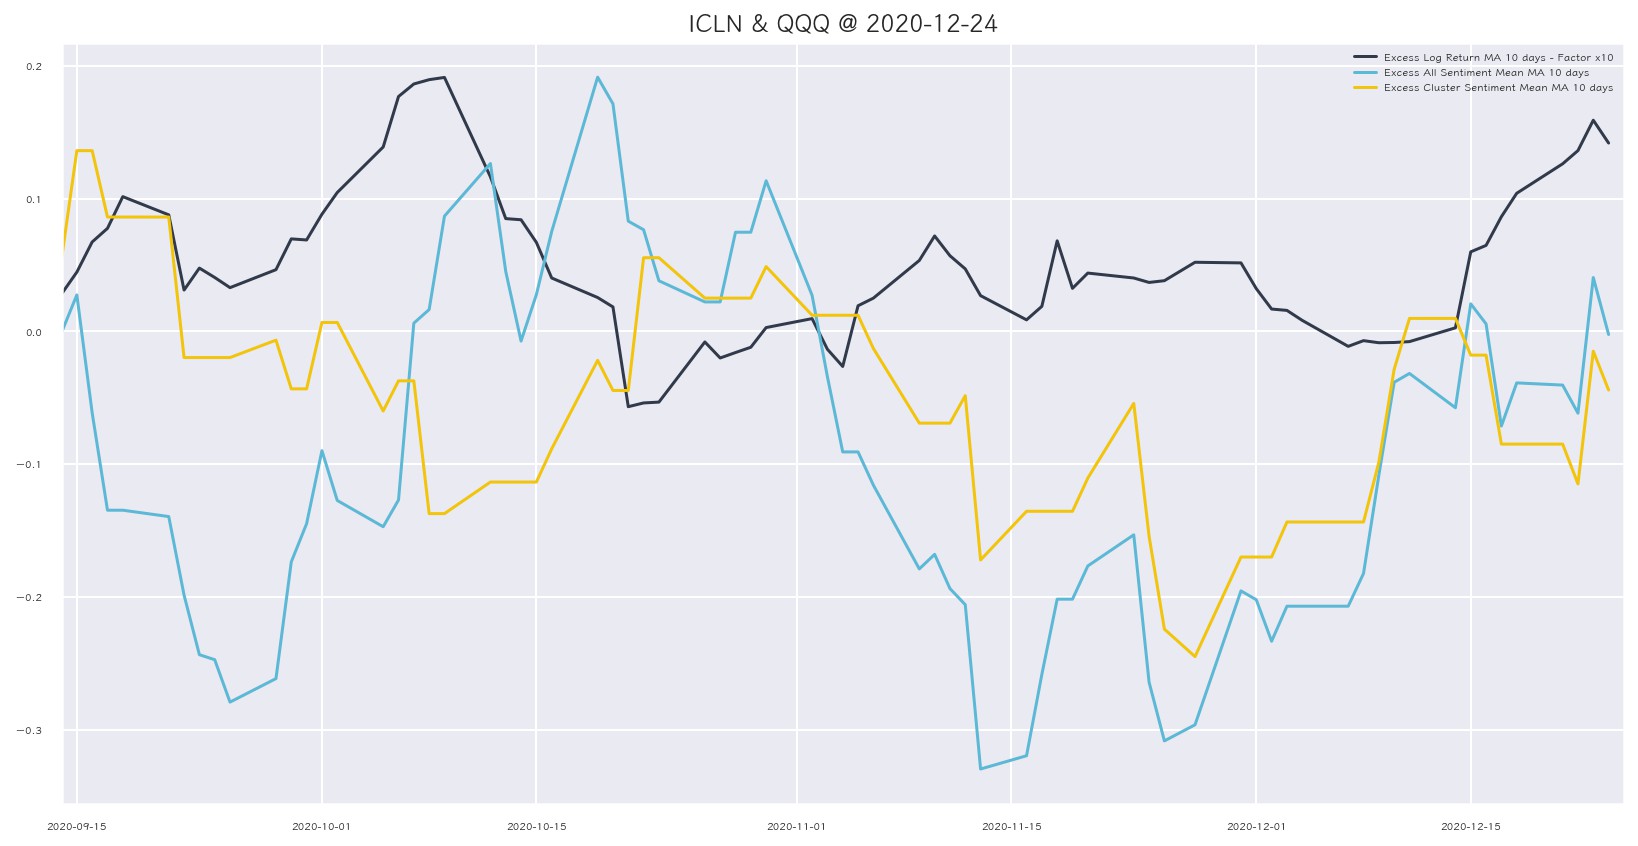 ICLN & QQQ @ 2020-12-24
Excess Log Return MA 10 days - Factor x10
Excess All Sentiment Mean MA 10 days
Excess Cluster Sentiment Mean MA 10 days
0.2
0.1
0.0
−0.1
−0.2
−0.3
2020-09-15 2020-10-01 2020-10-15 2020-11-01 2020-11-15 2020-12-01 2020-12-15